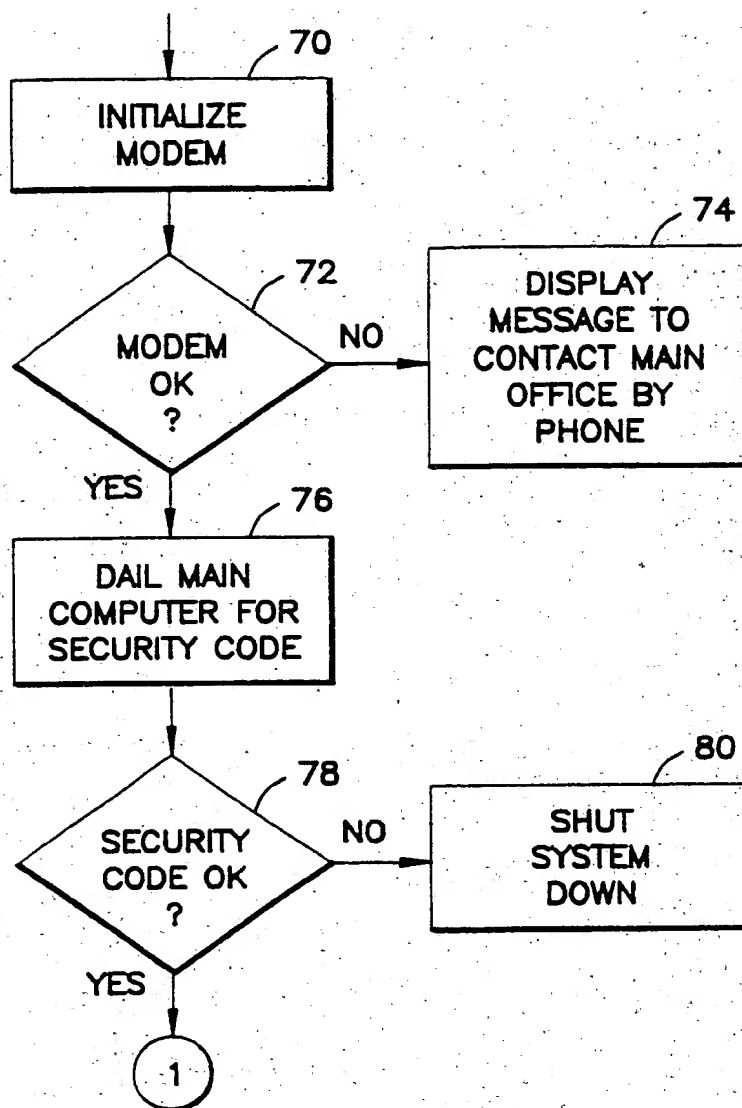 70
INITIALIZE
MODEM
72
MODEM
OK
?
NO
74
DISPLAY
MESSAGE TO
CONTACT MAIN
OFFICE BY
PHONE
YES
76
DAIL MAIN
COMPUTER FOR
SECURITY CODE
78
SECURITY
CODE OK
?
NO
80
SHUT
SYSTEM
DOWN
YES
1